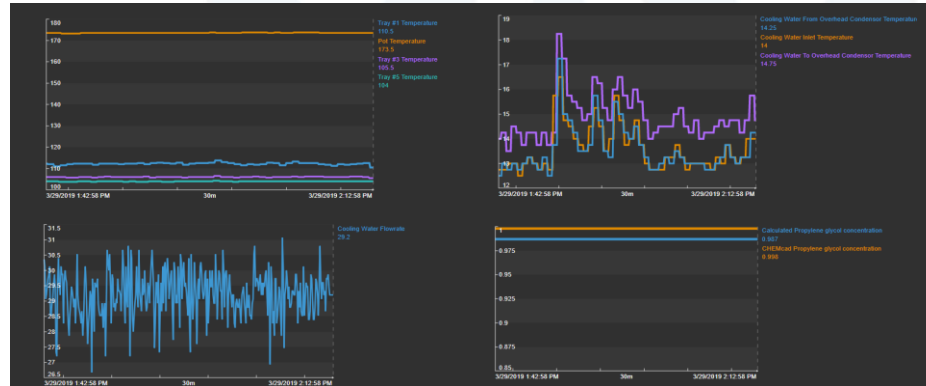 180
170
160
150
140
130
120
110
100
3/29/2019 1:42:58 PM
30m
3/29/2019 2:12:58 PM
Tray #1 Temperature
110.5
Pot Temperature
173.5
Tray #3 Temperature
105.5
Tray #5 Temperature
104
19
18
17
16
15
14
13
12
3/29/2019 1:42:58 PM
30m
3/29/2019 2:12:58 PM
Cooling Water From Overhead Condensor Temperatur
14.25
Cooling Water Inlet Temperature
14
Cooling Water To Overhead Condensor Temperature
14.75
31.5
31
30.5
30
29.5
29
28.5
28
27.5
27
26.5
3/29/2019 1:42:58 PM
30m
3/29/2019 2:12:58 PM
Cooling Water Flowrate
29.2
1
0.975
0.95
0.925
0.9
0.875
0.85
3/29/2019 1:42:58 PM
30m
3/29/2019 2:12:58 PM
Calculated Propylene glycol concentration
0.987
CHEMcad Propylene glycol concentration
0.998